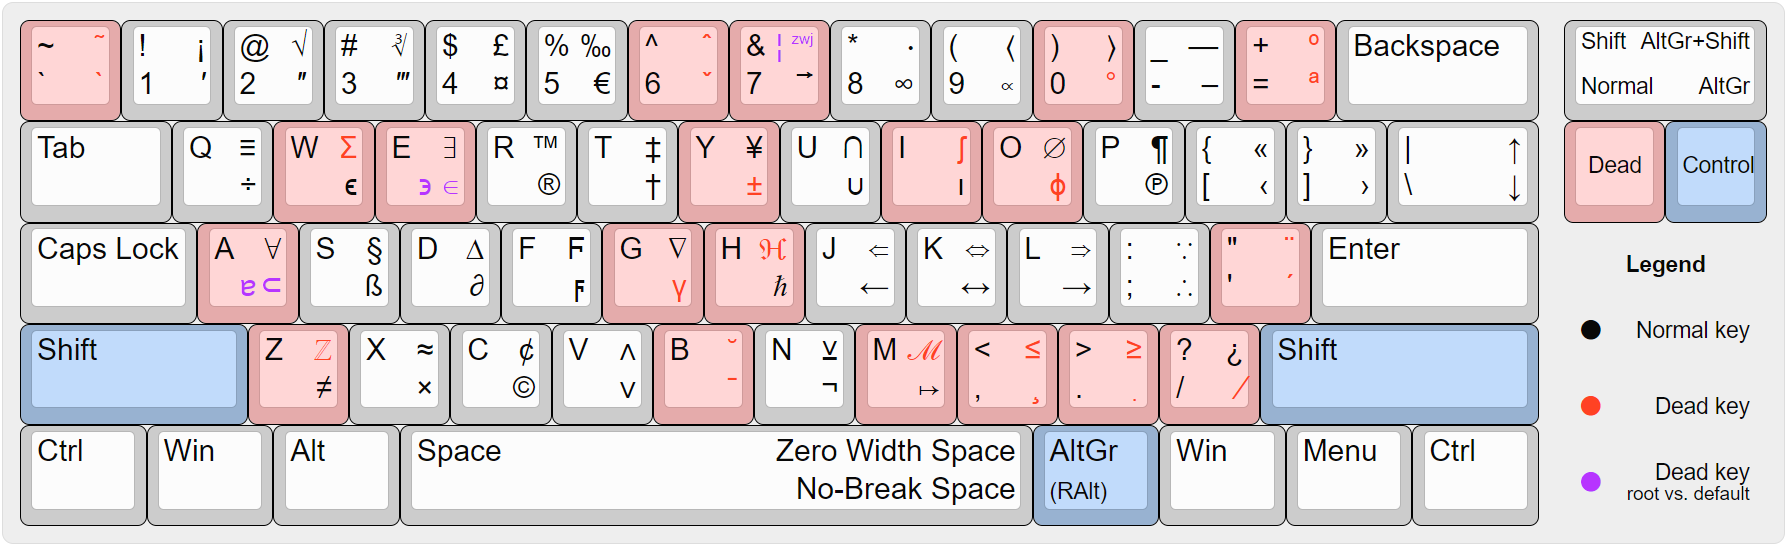 ~ ˜ ! ¡ @ √ # ∛ $ £ % ‰ ^ ˆ & ¦ zwj * · ( ⟨ ) ⟩ _ — + º Backspace
` ` 1 ′ 2 ″ 3 ‴ 4 ¤ 5 € 6 ˇ 7 → 8 ∞ 9 ∝ 0 ° - – = ª
Tab Q ≡ W Σ E ∃ R ™ T ‡ Y ¥ U ∩ I ∫ O ∅ P ¶ { « } » | ↑
÷ ϵ ϶ ∈ ® † ± ∪ ı ɸ ℗ [ ‹ ] › \ ↓
Caps Lock A ∀ S § D ∆ F Ϝ G ∇ H ℋ J ⇐ K ⇔ L ⇒ : ∵ " ¨ Enter
ɐ ⊃ ß ∂ ϝ γ ℏ ← ↔ → ; ∴ ' ´
Shift Z ℤ X ≈ C ¢ V ∧ B ˘ N ⊻ M ℳ < ≤ > ≥ ? ¿ Shift
≠ × © ∨ ¯ ¬ ↦ , ¸ . . / ∕
Ctrl Win Alt Space Zero Width Space AltGr Win Menu Ctrl
No-Break Space (RAlt)
Shift AltGr+Shift
Normal AltGr
Dead Control
Legend
Normal key
Dead key
Dead key
root vs. default